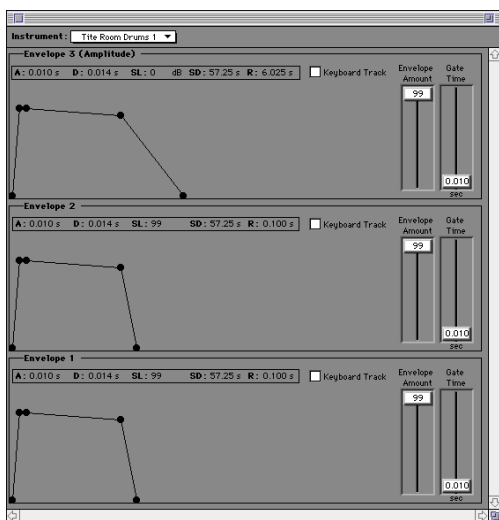 Instrument: Tite Room Drums 1
Envelope 3 (Amplitude)
A: 0.010 s D: 0.014 s SL: 0 dB SD: 57.25 s R: 6.025 s Keyboard Track
Envelope Amount
Gate Time
99
0.010
sec
Envelope 2
A: 0.010 s D: 0.014 s SL: 99 SD: 57.25 s R: 0.100 s Keyboard Track
Envelope Amount
Gate Time
99
0.010
sec
Envelope 1
A: 0.010 s D: 0.014 s SL: 99 SD: 57.25 s R: 0.100 s Keyboard Track
Envelope Amount
Gate Time
99
0.010
sec